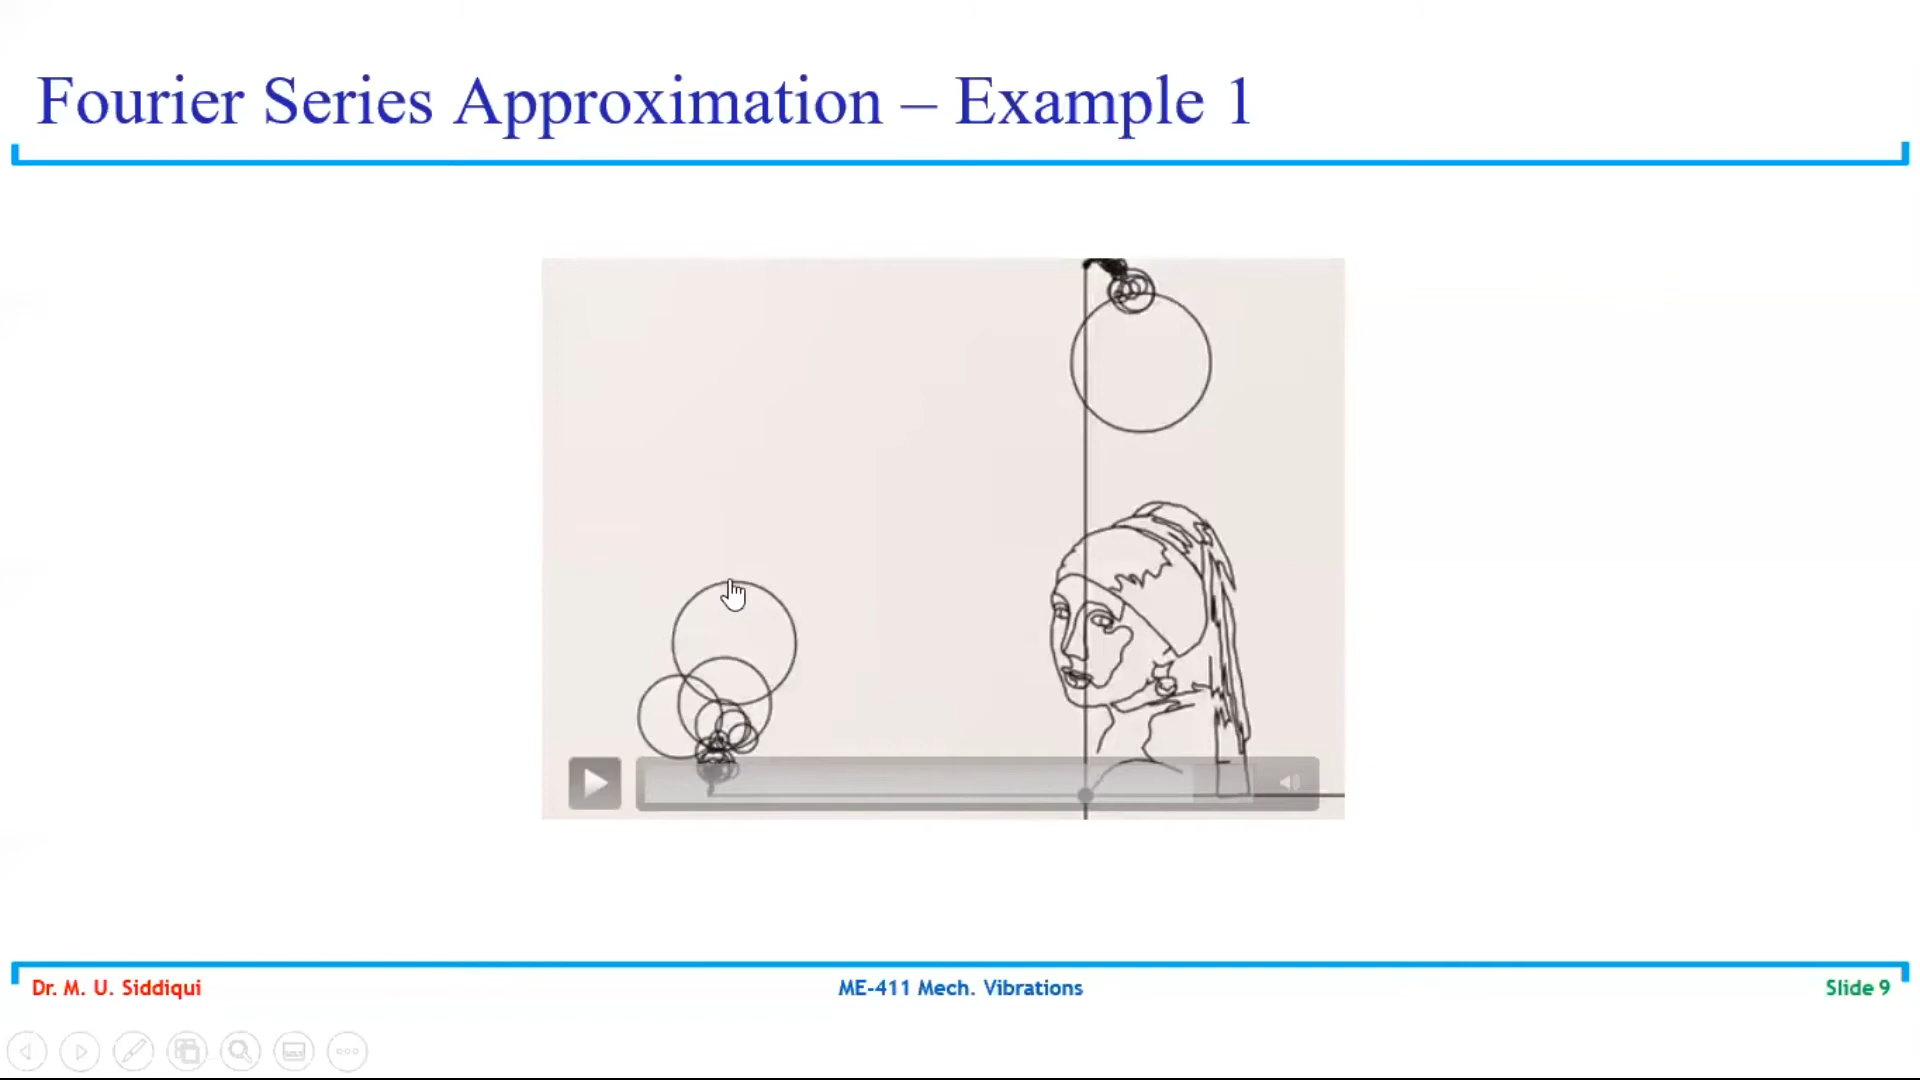 Fourier Series Approximation – Example 1
Dr. M. U. Siddiqui
ME-411 Mech. Vibrations
Slide 9